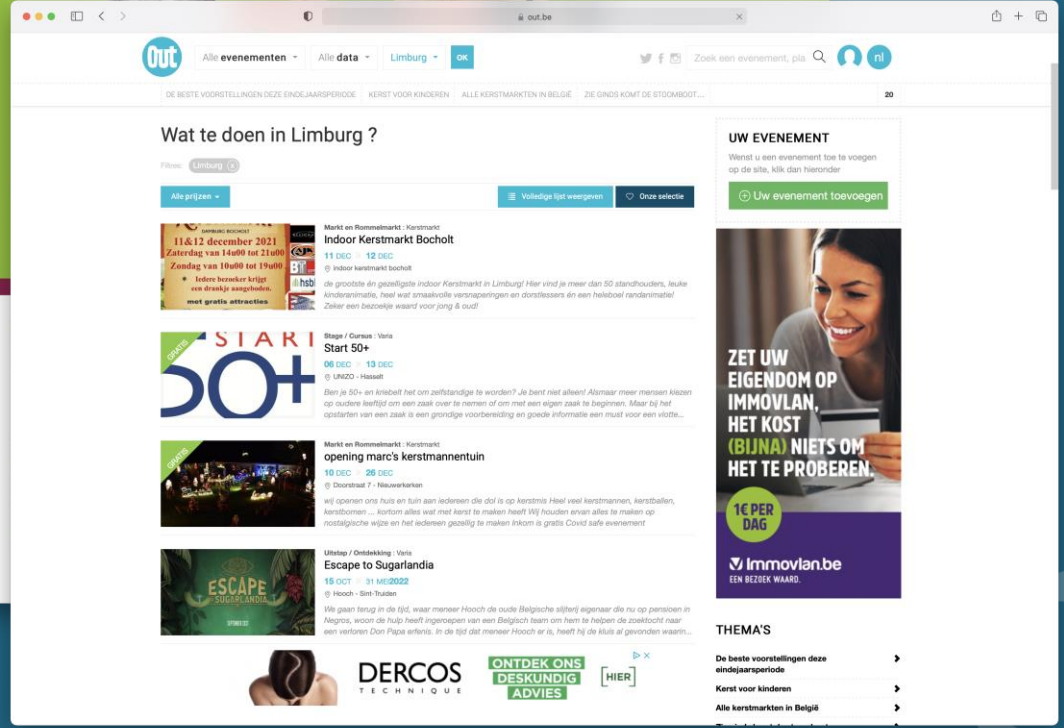 out.be
Out
Alle evenementen
Alle data
Limburg
OK
Zoek een evenement, pla
nl
DE BESTE VOORSTELLINGEN DEZE EINDEJAARSPERIODE KERST VOOR KINDEREN ALLE KERSTMARKTEN IN BELGIË ZIE GINDS KOMT DE STOOMBOOT....
20
Wat te doen in Limburg ?
Filtres: Limburg x
Alle prijzen
Volledige lijst weergeven
Onze selectie
DAMBURG BOCHOLT
11&12 december 2021
Zaterdag van 14u00 tot 21u00
Zondag van 10u00 tot 19u00
* Iedere bezoeker krijgt
een drankje aangeboden.
met gratis attracties
Markt en Rommelmarkt : Kerstmarkt
Indoor Kerstmarkt Bocholt
11 DEC 12 DEC
Indoor kerstmarkt bocholt
de grootste én gezelligste indoor Kerstmarkt in Limburg! Hier vind je meer dan 50 standhouders, leuke
kinderanimatie, heel wat smaakvolle versnaperingen en dorstlessers én een heleboel randanimatie!
Zeker een bezoekje waard voor jong & oud!
GRATIS
START
50+
Stage / Cursus : Varia
Start 50+
06 DEC 13 DEC
UNIZO - Hasselt
Ben je 50+ en kriebelt het om zelfstandige te worden? Je bent niet alleen! Alsmaar meer mensen kiezen
op oudere leeftijd om een zaak over te nemen of om met een eigen zaak te beginnen. Maar bij het
opstarten van een zaak is een grondige voorbereiding en goede informatie een must voor een vlotte...
GRATIS
Markt en Rommelmarkt : Kerstmarkt
opening marc's kerstmannentuin
10 DEC 26 DEC
Doorstraat 7 - Nieuwerkerken
wij openen ons huis en tuin aan iedereen die dol is op kerstmis Heel veel kerstmannen, kerstballen,
kerstbomen ... kortom alles wat met kerst te maken heeft Wij houden ervan alles te maken op
nostalgische wijze en het iedereen gezellig te maken Inkom is gratis Covid safe evenement
ESCAPE
TO SUGARLANDIA
Uitstap / Ontdekking : Varia
Escape to Sugarlandia
15 OCT 31 MEI 2022
Hooch - Sint-Truiden
We gaan terug in de tijd, waar meneer Hooch de oude Belgische slijterij eigenaar die nu op pensioen in
Negros, woon de hulp heeft ingeroepen van een Belgisch team om hem te helpen de zoektocht naar
een verloren Don Papa erfenis. In de tijd dat meneer Hooch er is, heeft hij de kluis al gevonden waarin...
DERCOS
TECHNIQUE
ONTDEK ONS
DESKUNDIG
ADVIES
HIER
UW EVENEMENT
Wenst u een evenement toe te voegen
op de site, klik dan hieronder
Uw evenement toevoegen
ZET UW
EIGENDOM OP
IMMOVLAN,
HET KOST
(BIJNA) NIETS OM
HET TE PROBEREN.
1€ PER
DAG
Immovlan.be
EEN BEZOEK WAARD.
THEMA'S
De beste voorstellingen deze
eindejaarsperiode
Kerst voor kinderen
Alle kerstmarkten in België